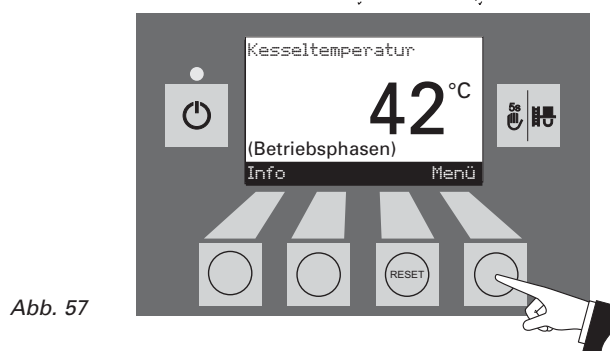 Kesseltemperatur
42 °C
5s
(Betriebsphasen)
Info Menü
RESET
Abb. 57